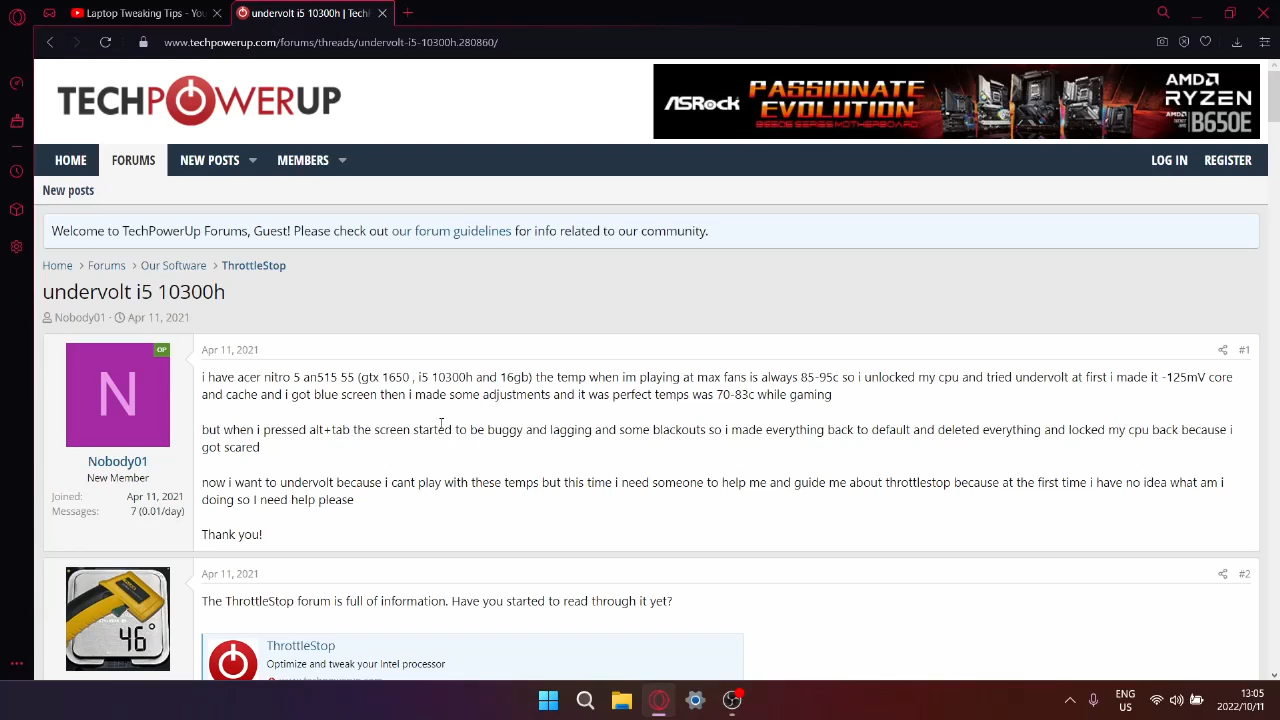 Laptop Tweaking Tips - You
undervolt i5 10300h | Tech
www.techpowerup.com/forums/threads/undervolt-i5-10300h.280860/
TECHPOWERUP
ASRock
PASSIONATE
EVOLUTION
B650E SERIES MOTHERBOARD
AMD
RYZEN
AMD B650E
HOME
FORUMS
NEW POSTS
MEMBERS
LOG IN
REGISTER
New posts
Welcome to TechPowerUp Forums, Guest! Please check out our forum guidelines for info related to our community.
Home > Forums > Our Software > ThrottleStop
undervolt i5 10300h
Nobody01 · Apr 11, 2021
N
OP
Nobody01
New Member
Joined: Apr 11, 2021
Messages: 7 (0.01/day)
Apr 11, 2021
#1
i have acer nitro 5 an515 55 (gtx 1650 , i5 10300h and 16gb) the temp when im playing at max fans is always 85-95c so i unlocked my cpu and tried undervolt at first i made it -125mV core
and cache and i got blue screen then i made some adjustments and it was perfect temps was 70-83c while gaming
but when i pressed alt+tab the screen started to be buggy and lagging and some blackouts so i made everything back to default and deleted everything and locked my cpu back because i
got scared
now i want to undervolt because i cant play with these temps but this time i need someone to help me and guide me about throttlestop because at the first time i have no idea what am i
doing so I need help please
Thank you!
46°
Apr 11, 2021
#2
The ThrottleStop forum is full of information. Have you started to read through it yet?
ThrottleStop
Optimize and tweak your Intel processor
ENG
US
13:05
2022/10/11